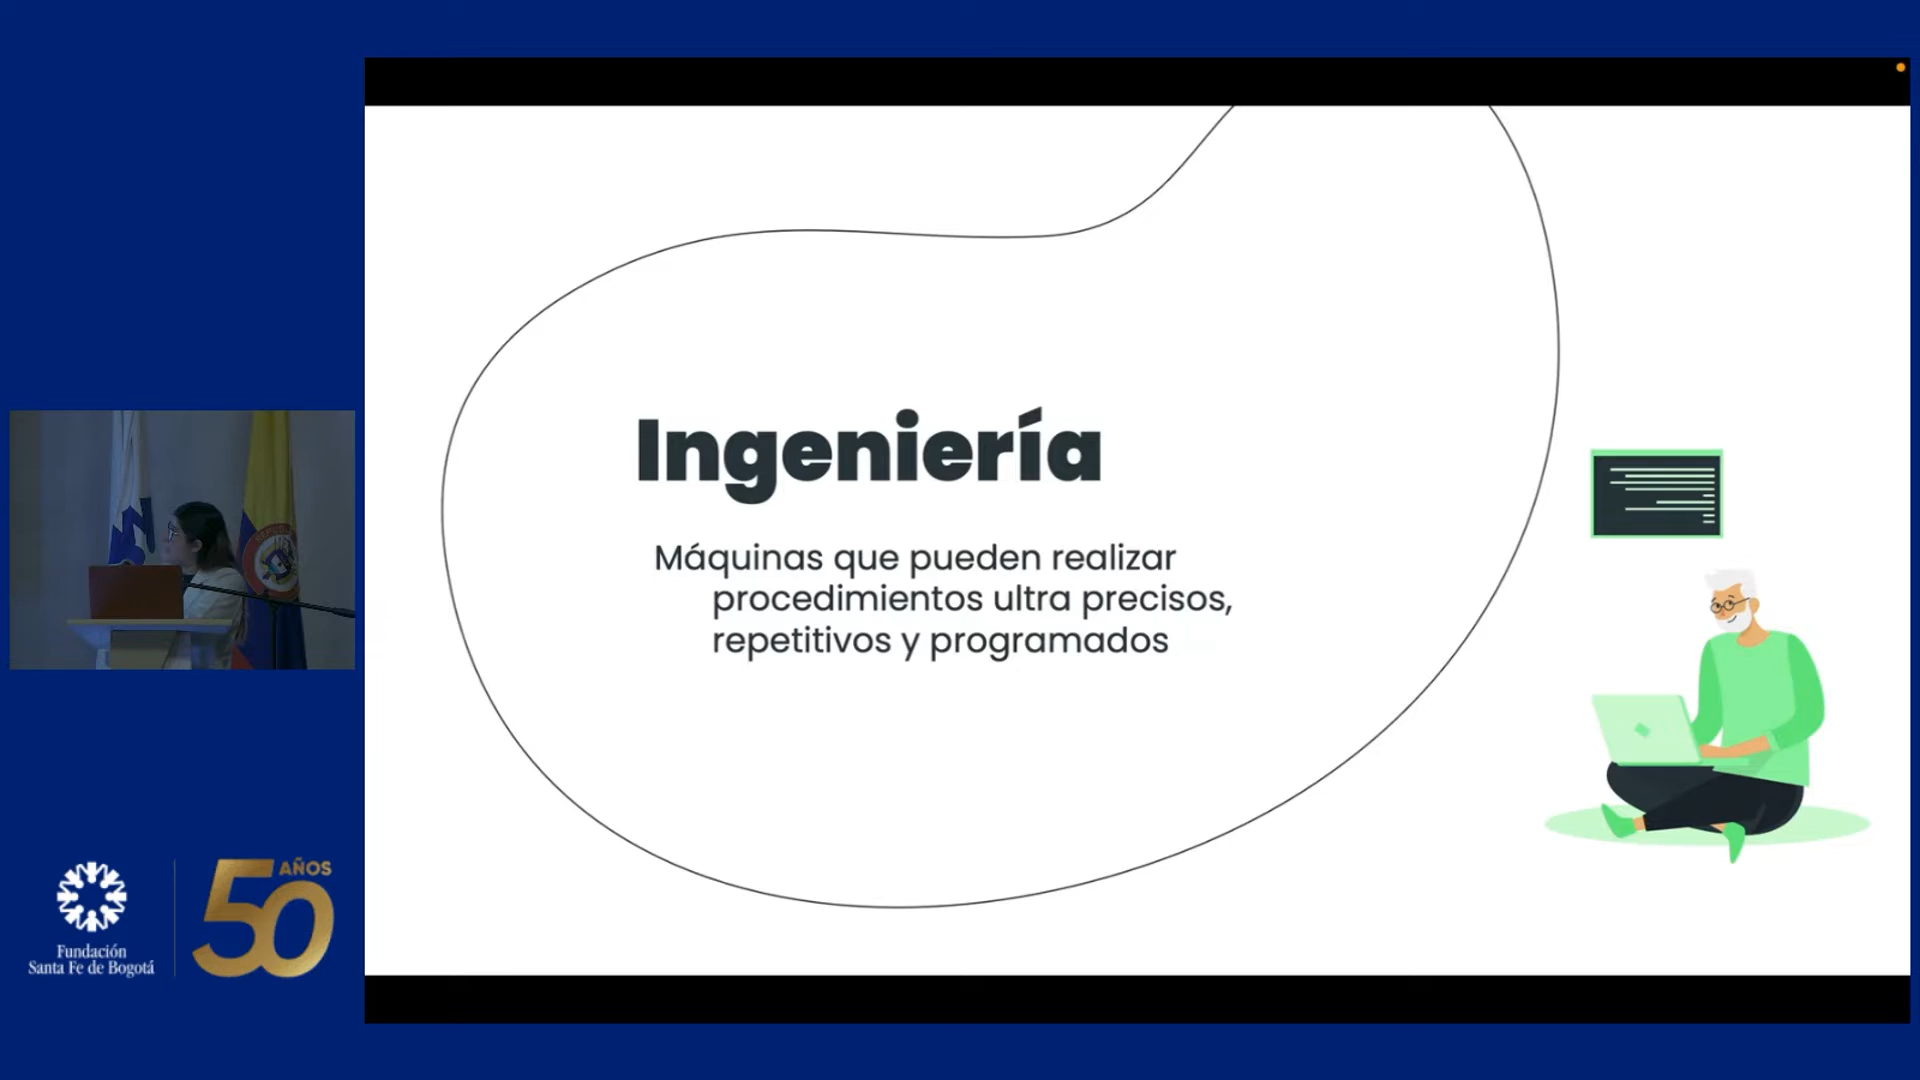 Ingeniería
Máquinas que pueden realizar
procedimientos ultra precisos,
repetitivos y programados
Fundación
Santa Fe de Bogotá
50 AÑOS